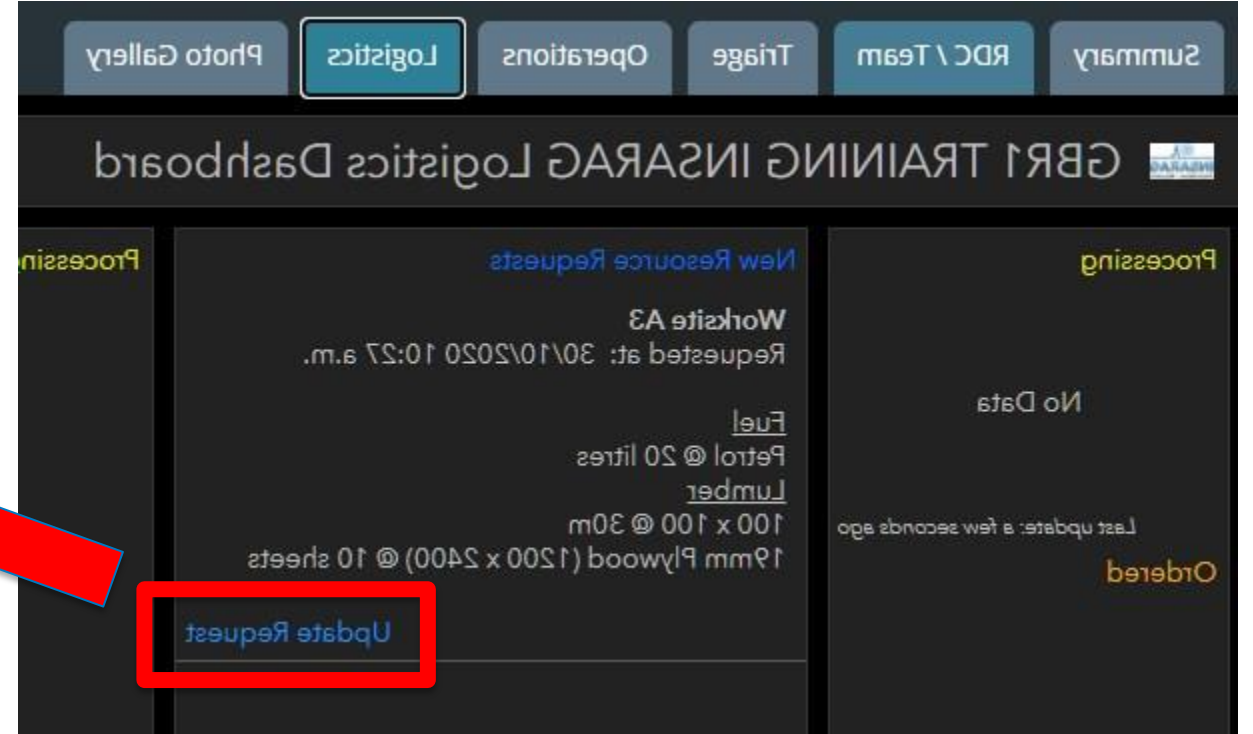 Summary
RDC / Team
Triage
Operations
Logistics
Photo Gallery
INSARAG
GBR1 TRAINING INSARAG Logistics Dashboard
Processing
No Data
Last update: a few seconds ago
Ordered
New Resource Requests
Worksite A3
Requested at: 30/10/2020 10:27 a.m.
Fuel
Petrol @ 20 litres
Lumber
100 x 100 @ 30m
19mm Plywood (1200 x 2400) @ 10 sheets
Update Request
Processin